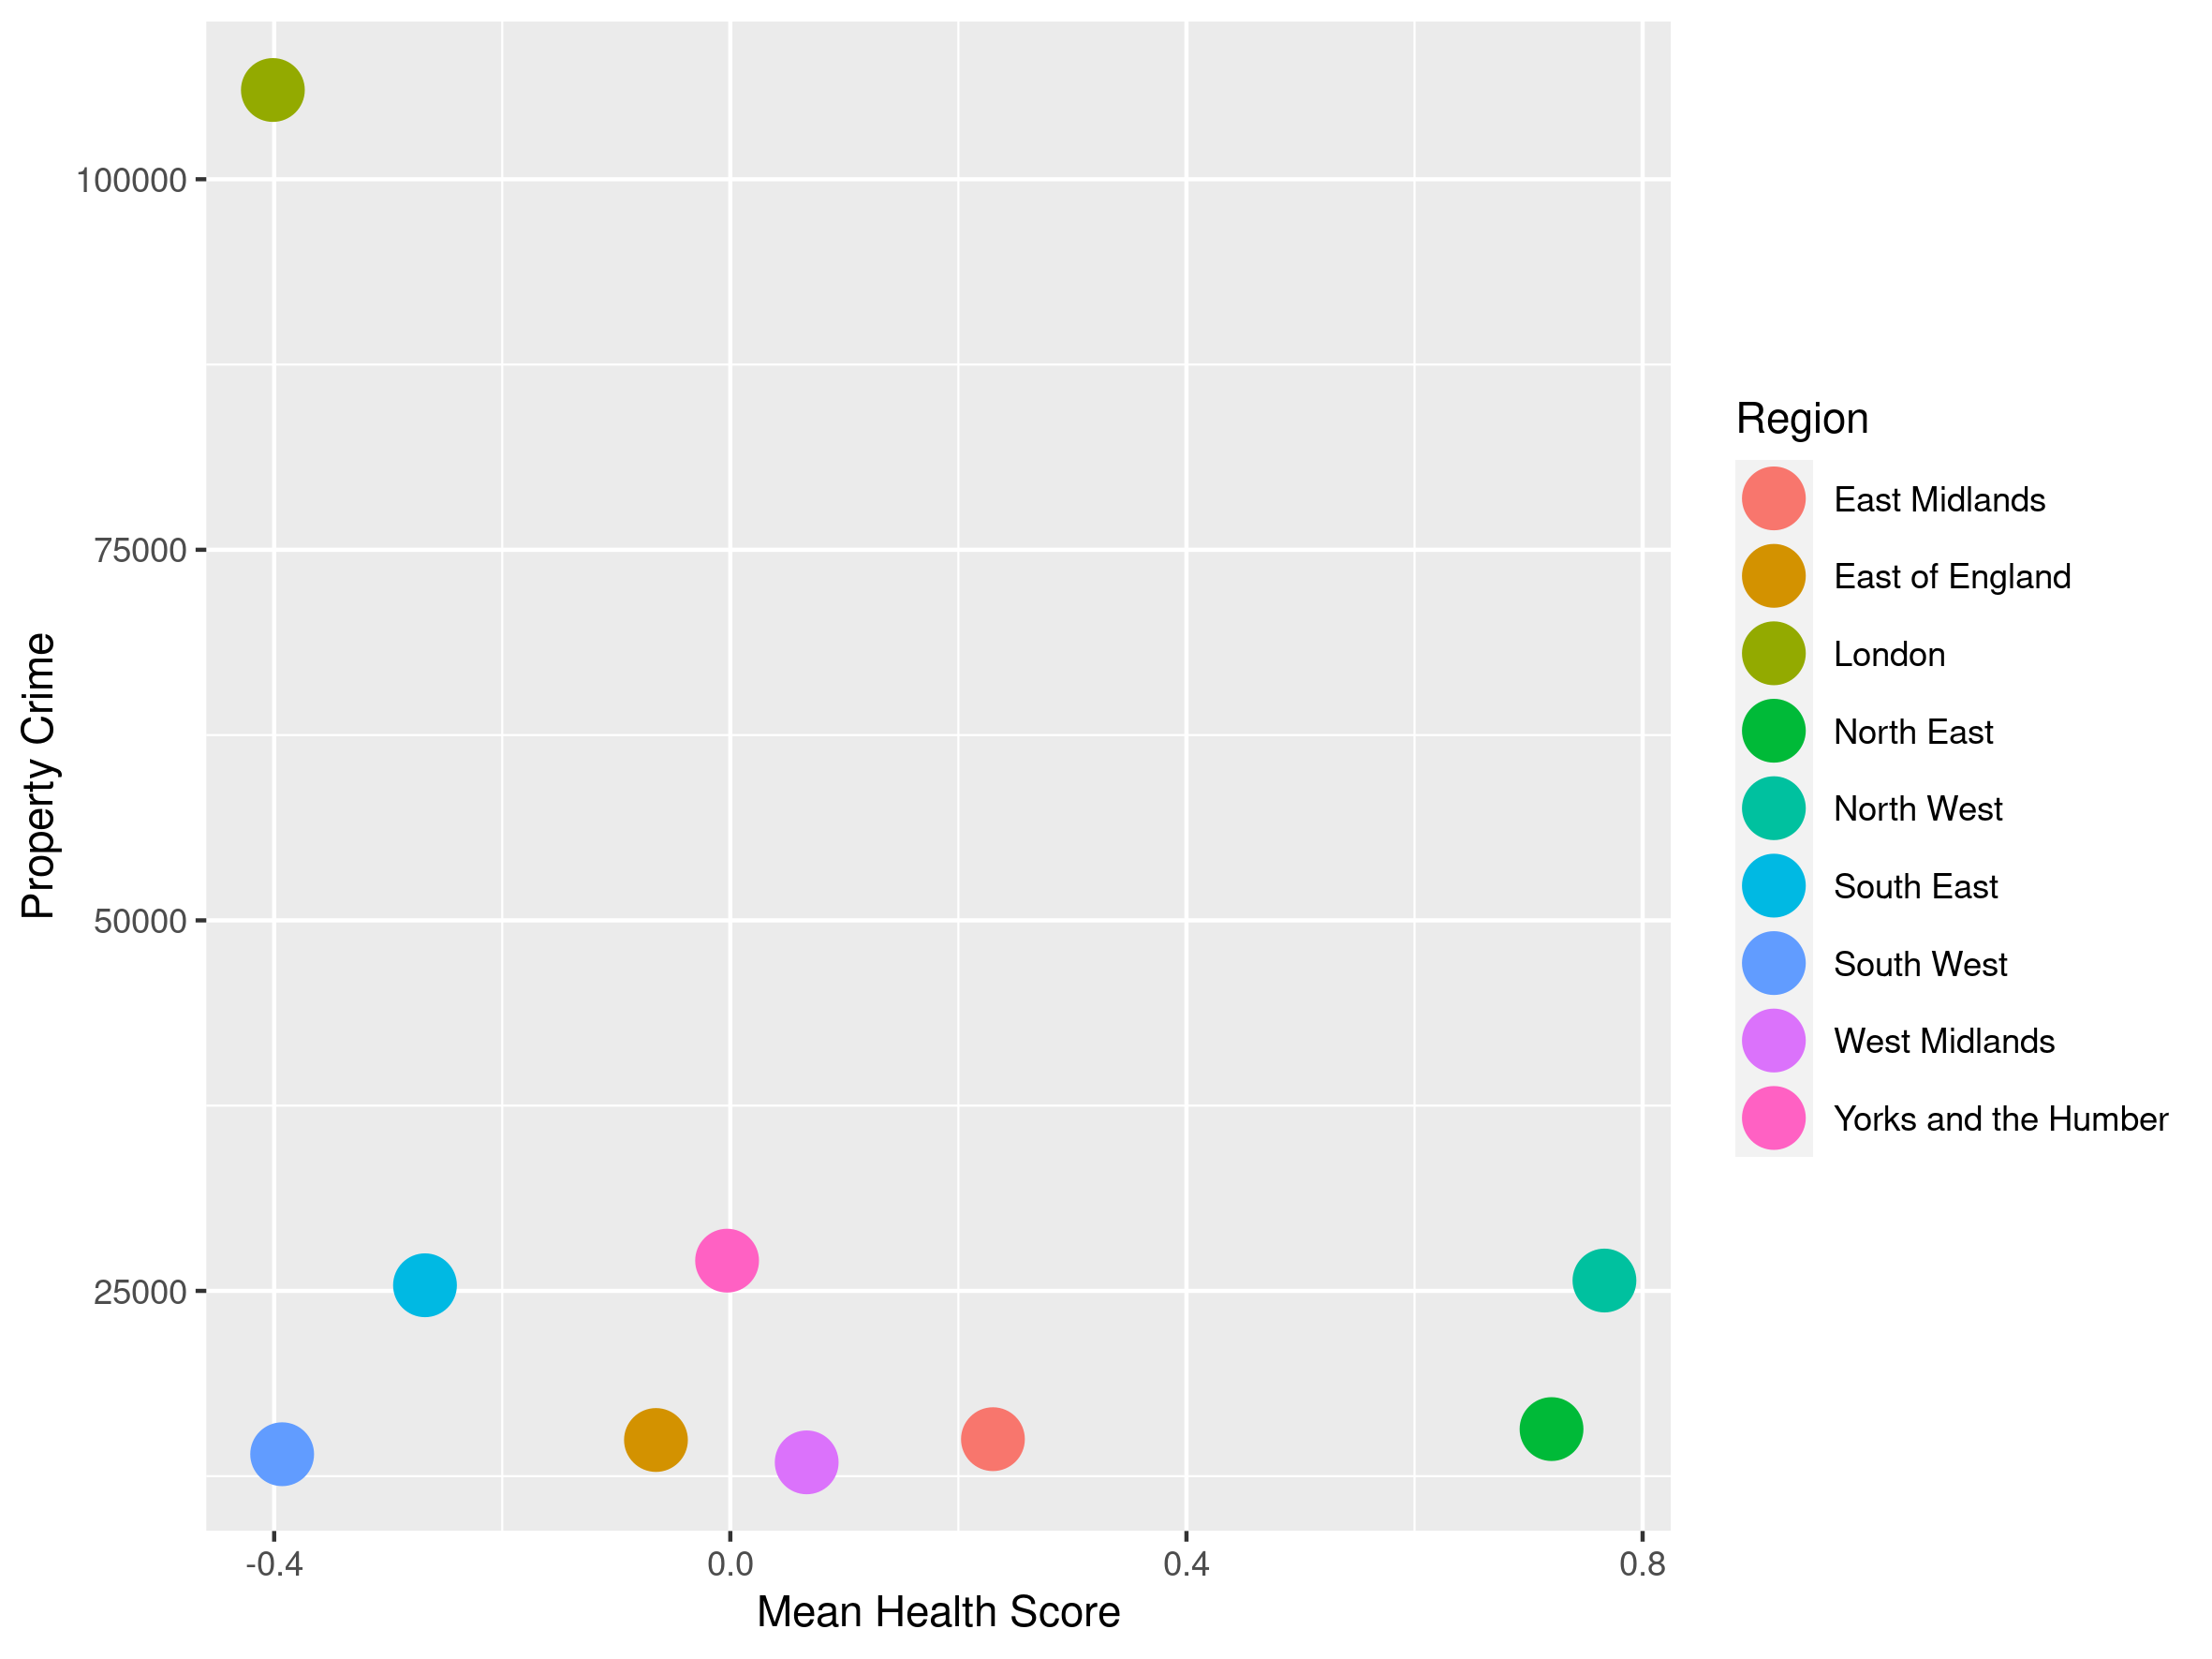 Property Crime
100000
75000
50000
25000
-0.4
0.0
0.4
0.8
Mean Health Score
Region
East Midlands
East of England
London
North East
North West
South East
South West
West Midlands
Yorks and the Humber